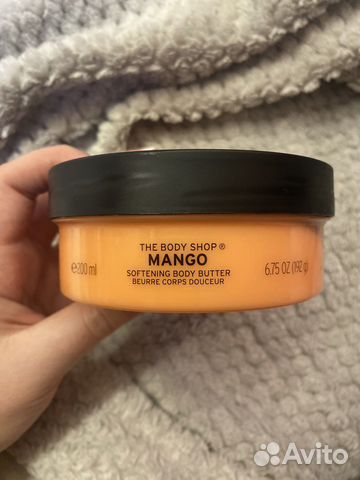 THE BODY SHOP®
MANGO
SOFTENING BODY BUTTER
BEURRE CORPS DOUCEUR
℮200 ml
6.75 OZ (192 g)
Avito